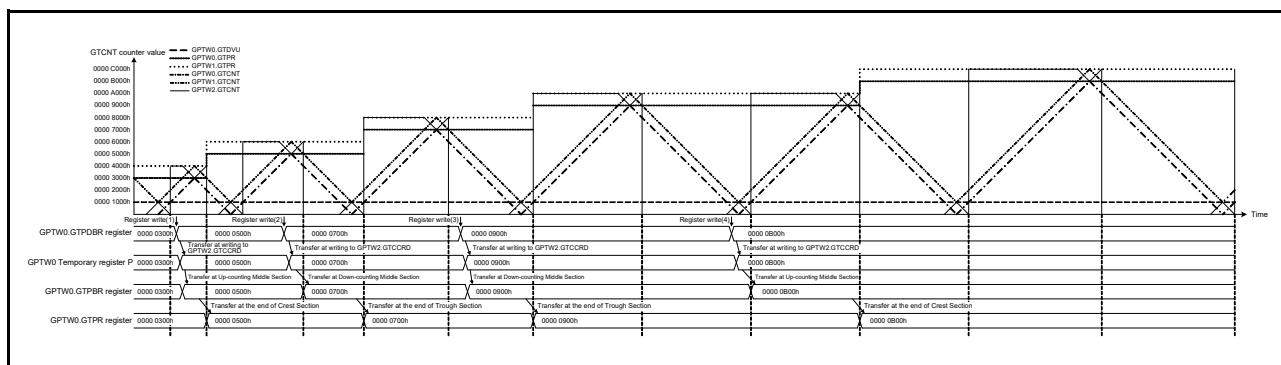 GTCNT counter value
GPTW0.GTDVU
GPTW0.GTPR
GPTW1.GTPR
GPTW0.GTCNT
GPTW1.GTCNT
GPTW2.GTCNT
0000 C000h
0000 B000h
0000 A000h
0000 9000h
0000 8000h
0000 7000h
0000 6000h
0000 5000h
0000 4000h
0000 3000h
0000 2000h
0000 1000h
Time
Register write(1) Register write(2) Register write(3) Register write(4)
GPTW0.GTPDBR register 0000 0300h 0000 0500h 0000 0700h 0000 0900h 0000 0B00h
Transfer at writing to GPTW2.GTCCRD Transfer at writing to GPTW2.GTCCRD Transfer at writing to GPTW2.GTCCRD Transfer at writing to GPTW2.GTCCRD
GPTW0 Temporary register P 0000 0300h 0000 0500h 0000 0700h 0000 0900h 0000 0B00h
Transfer at Up-counting Middle Section Transfer at Down-counting Middle Section Transfer at Down-counting Middle Section Transfer at Up-counting Middle Section
GPTW0.GTPBR register 0000 0300h 0000 0500h 0000 0700h 0000 0900h 0000 0B00h
Transfer at the end of Crest Section Transfer at the end of Trough Section Transfer at the end of Trough Section Transfer at the end of Crest Section
GPTW0.GTPR register 0000 0300h 0000 0500h 0000 0700h 0000 0900h 0000 0B00h